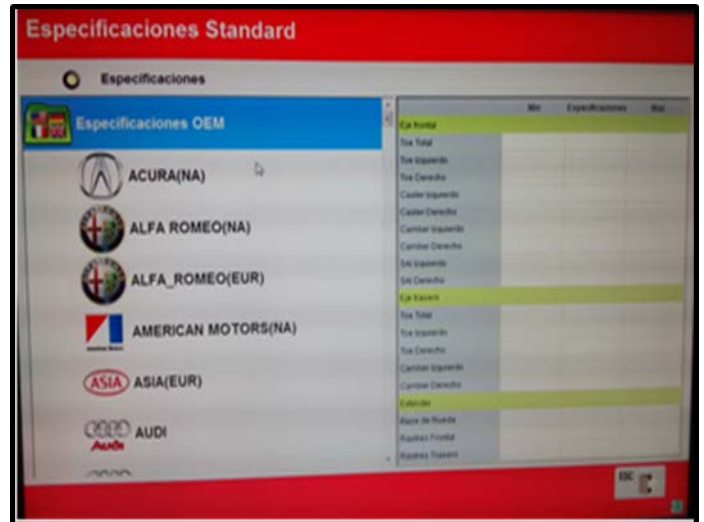 Especificaciones Standard
Especificaciones
Especificaciones OEM
ACURA(NA)
ALFA ROMEO(NA)
ALFA_ROMEO(EUR)
AMERICAN MOTORS(NA)
ASIA ASIA(EUR)
Audi AUDI
Min Especificaciones Max
Eje frontal
Toe Total
Toe Izquierdo
Toe Derecho
Caster Izquierdo
Caster Derecho
Camber Izquierdo
Camber Derecho
SAI Izquierdo
SAI Derecho
Eje trasero
Toe Total
Toe Izquierdo
Toe Derecho
Camber Izquierdo
Camber Derecho
Extender
Base de Rueda
Frontal
Trasero
ESC